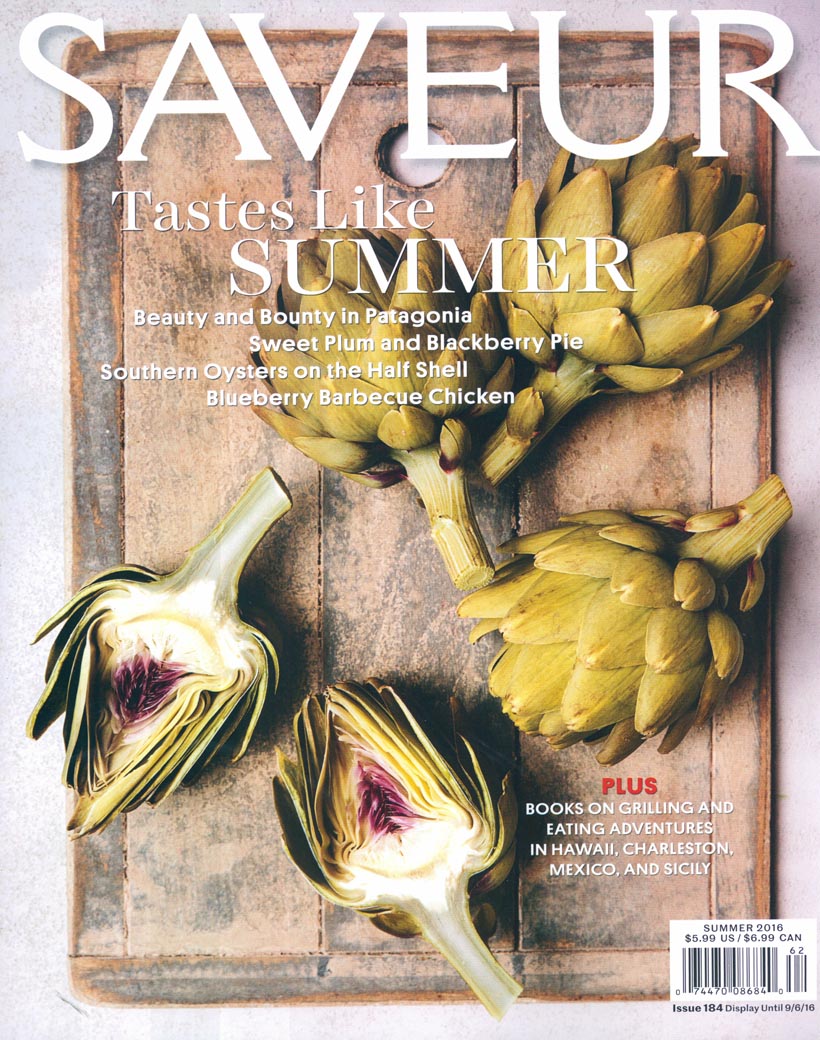 SAVEUR
Tastes Like
SUMMER
Beauty and Bounty in Patagonia
Sweet Plum and Blackberry Pie
Southern Oysters on the Half Shell
Blueberry Barbecue Chicken
PLUS
BOOKS ON GRILLING AND
EATING ADVENTURES
IN HAWAII, CHARLESTON,
MEXICO, AND SICILY
SUMMER 2016
$5.99 US / $6.99 CAN
62
0 74470 08684 0
Issue 184 Display Until 9/6/16